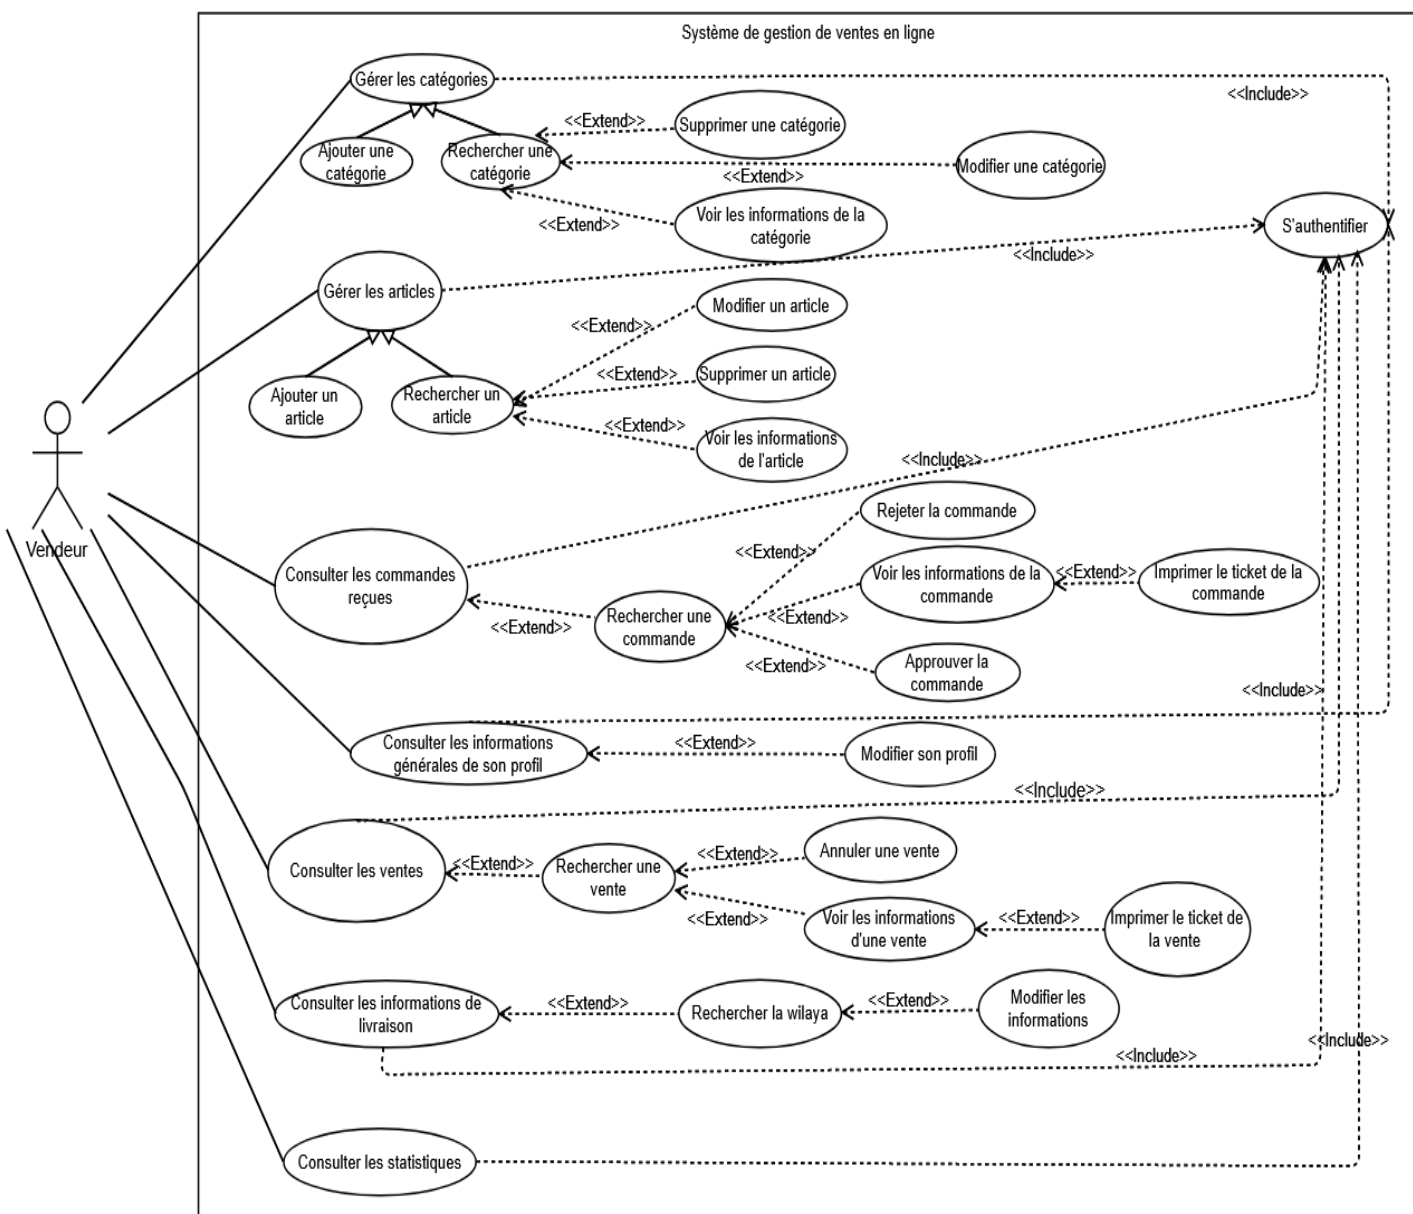 Système de gestion de ventes en ligne
Gérer les catégories
<<Include>>
<<Extend>>
Supprimer une catégorie
Ajouter une
catégorie
Rechercher une
catégorie
Modifier une catégorie
<<Extend>>
Voir les informations de la
catégorie
<<Extend>>
S'authentifier
<<Include>>
Gérer les articles
Modifier un article
<<Extend>>
Supprimer un article
<<Extend>>
Ajouter un
article
Rechercher un
article
<<Extend>>
Voir les informations
de l'article
<<Include>>
Rejeter la commande
Vendeur
<<Extend>>
Consulter les commandes
reçues
Voir les informations de la
commande
<<Extend>>
Imprimer le ticket de la
commande
Rechercher une
commande
<<Extend>>
<<Extend>>
<<Extend>>
Approuver la
commande
<<Include>>
Consulter les informations
générales de son profil
<<Extend>>
Modifier son profil
<<Include>>
Consulter les ventes
<<Extend>>
Rechercher une
vente
<<Extend>>
Annuler une vente
<<Extend>>
Voir les informations
d'une vente
<<Extend>>
Imprimer le ticket de
la vente
Consulter les informations de
livraison
<<Extend>>
Rechercher la wilaya
<<Extend>>
Modifier les
informations
<<Include>>
<<Include>>
Consulter les statistiques